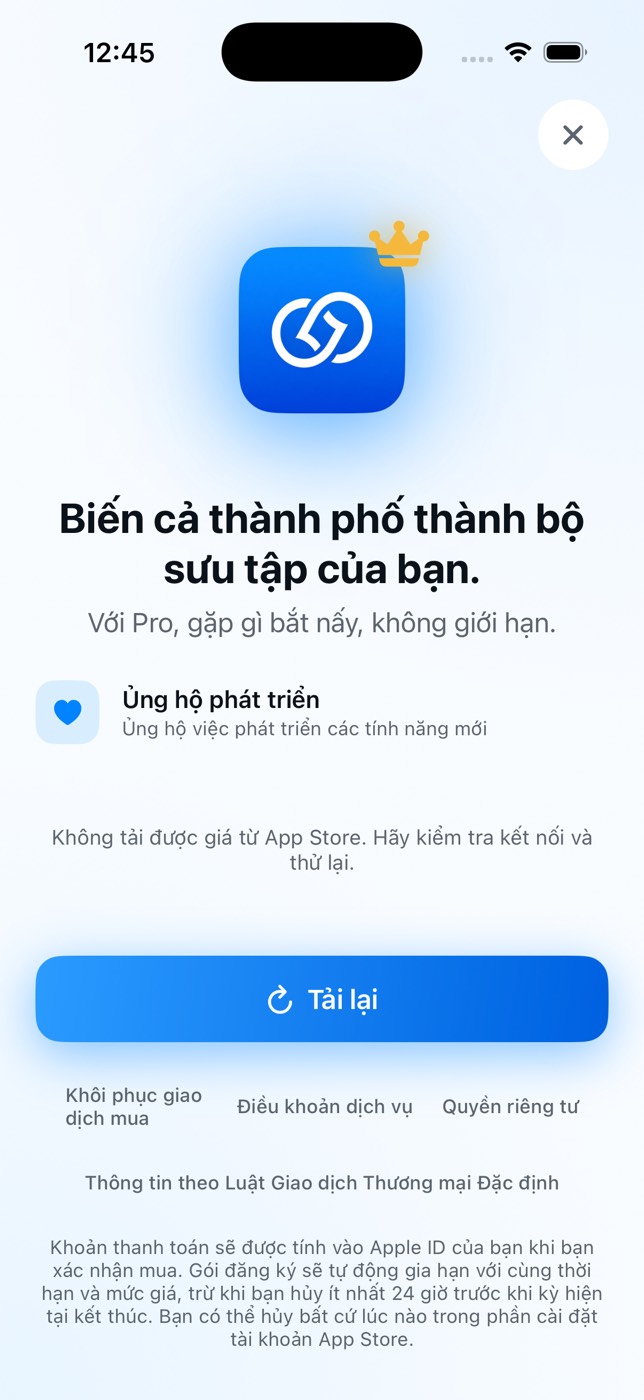 12:45
Biến cả thành phố thành bộ
sưu tập của bạn.
Với Pro, gặp gì bắt nấy, không giới hạn.
Ủng hộ phát triển
Ủng hộ việc phát triển các tính năng mới
Không tải được giá từ App Store. Hãy kiểm tra kết nối và
thử lại.
Tải lại
Khôi phục giao
dịch mua
Điều khoản dịch vụ
Quyền riêng tư
Thông tin theo Luật Giao dịch Thương mại Đặc định
Khoản thanh toán sẽ được tính vào Apple ID của bạn khi bạn
xác nhận mua. Gói đăng ký sẽ tự động gia hạn với cùng thời
hạn và mức giá, trừ khi bạn hủy ít nhất 24 giờ trước khi kỳ hiện
tại kết thúc. Bạn có thể hủy bất cứ lúc nào trong phần cài đặt
tài khoản App Store.